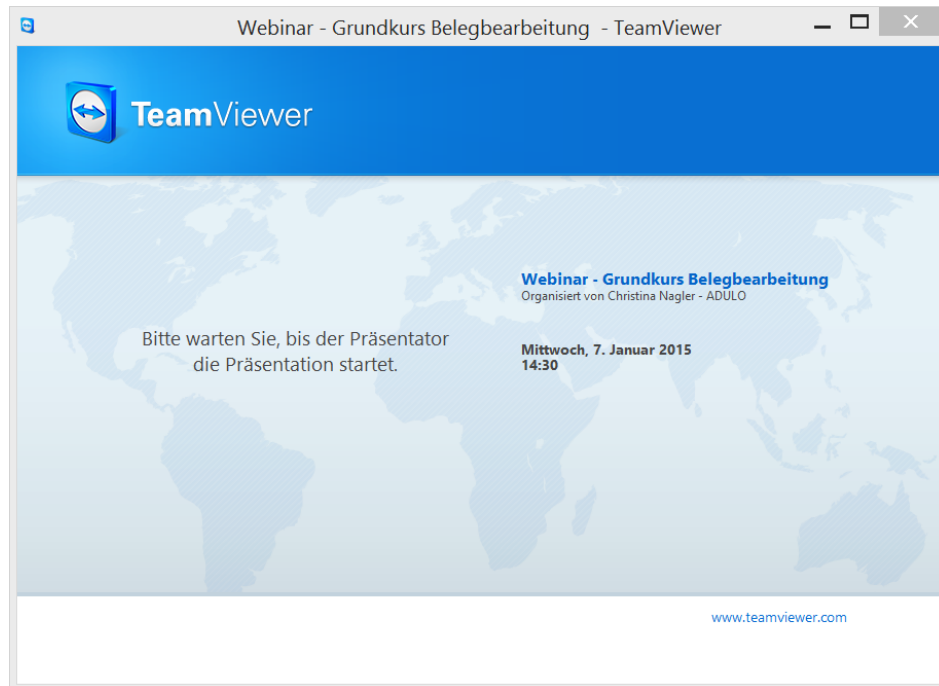 Webinar - Grundkurs Belegbearbeitung - TeamViewer
TeamViewer
Webinar - Grundkurs Belegbearbeitung
Organisiert von Christina Nagler - ADULO
Bitte warten Sie, bis der Präsentator
die Präsentation startet.
Mittwoch, 7. Januar 2015
14:30
www.teamviewer.com